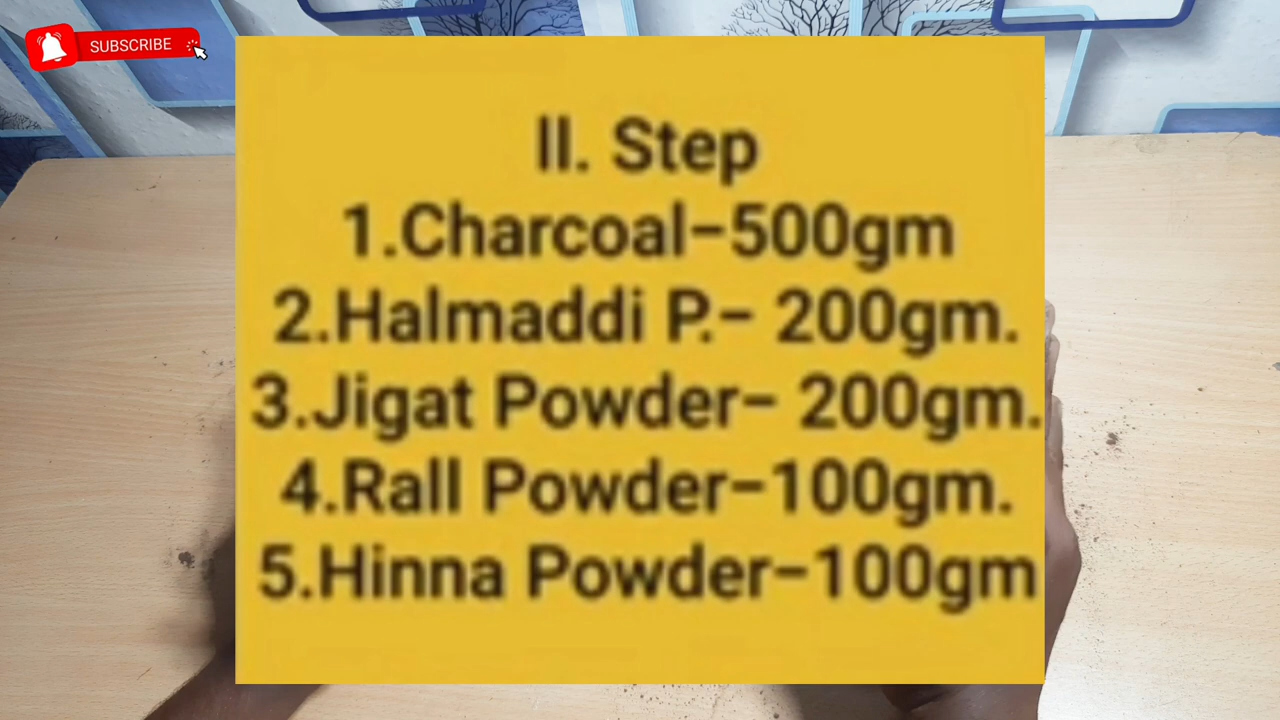 SUBSCRIBE
II. Step
1.Charcoal-500gm
2.Halmaddi P.- 200gm.
3.Jigat Powder- 200gm.
4.Rall Powder-100gm.
5.Hinna Powder-100gm